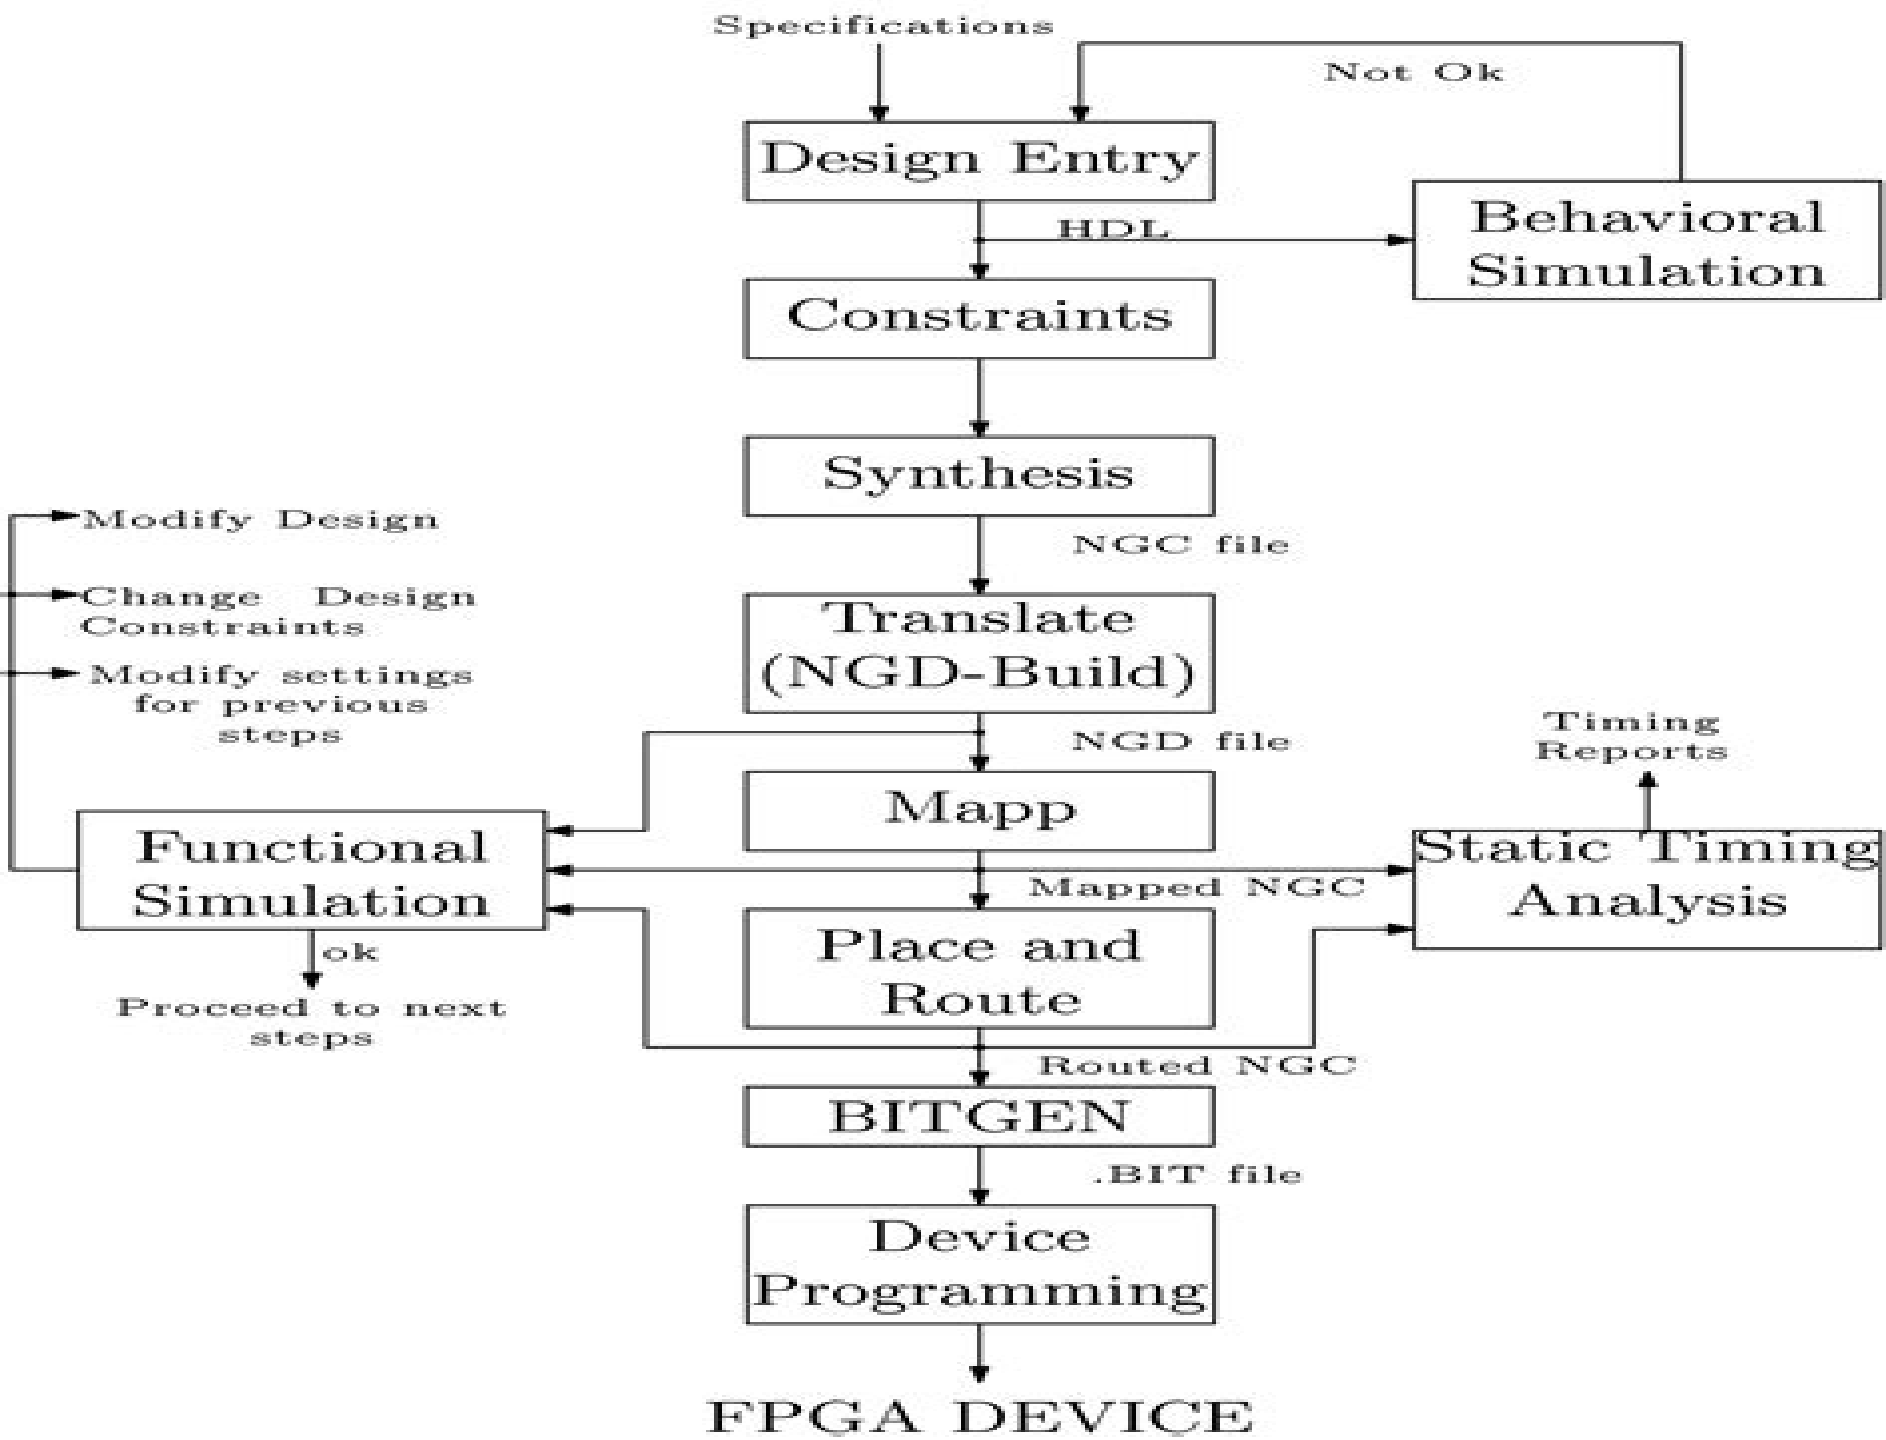 Specifications
Not Ok
Design Entry
HDL
Behavioral
Simulation
Constraints
Synthesis
NGC file
Modify Design
Change Design
Constraints
Modify settings
for previous
steps
Translate
(NGD-Build)
NGD file
Timing
Reports
Mapp
Functional
Simulation
Static Timing
Analysis
Mapped NGC
ok
Proceed to next
steps
Place and
Route
Routed NGC
BITGEN
.BIT file
Device
Programming
FPGA DEVICE